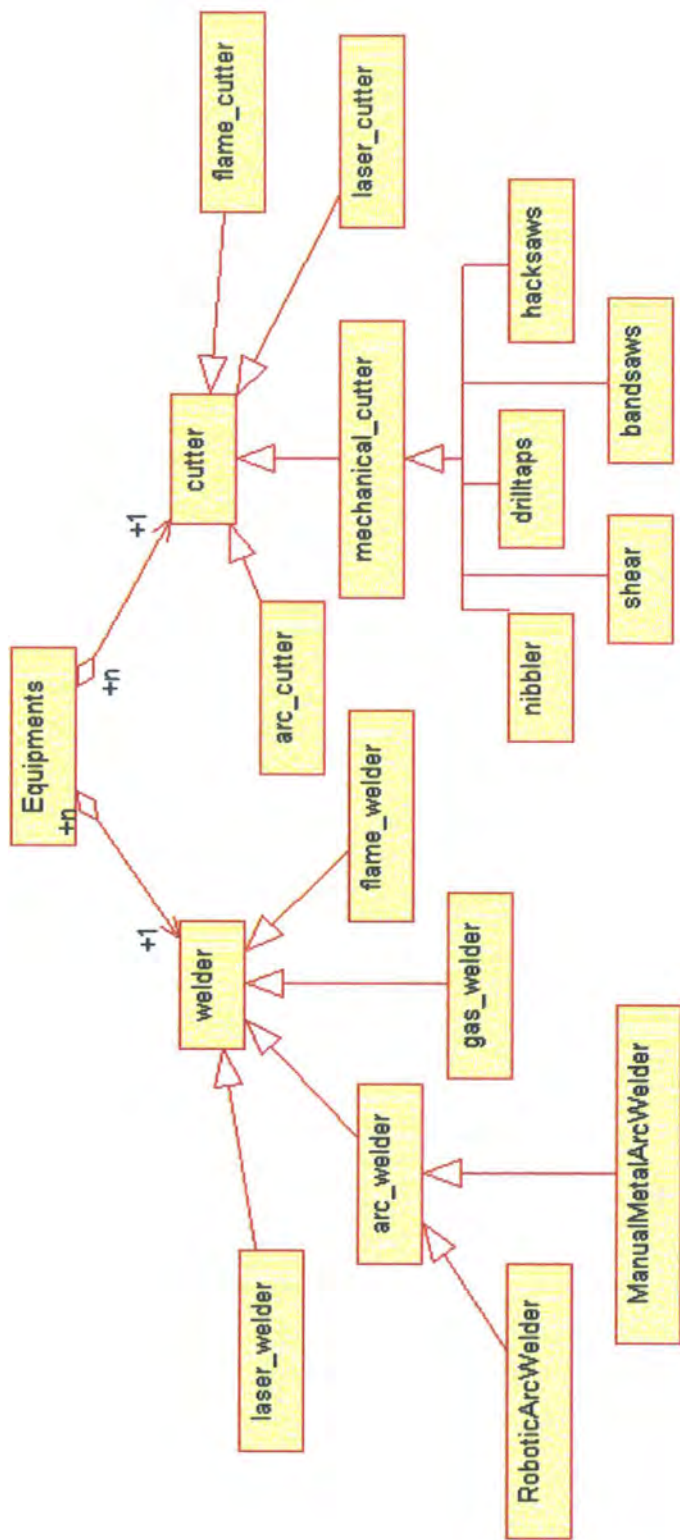 Equipments
+n
+n
+1
+1
welder
cutter
laser_welder
arc_welder
gas_welder
flame_welder
arc_cutter
mechanical_cutter
laser_cutter
flame_cutter
RoboticArcWelder
ManualMetalArcWelder
nibbler
shear
drilltaps
bandsaws
hacksaws